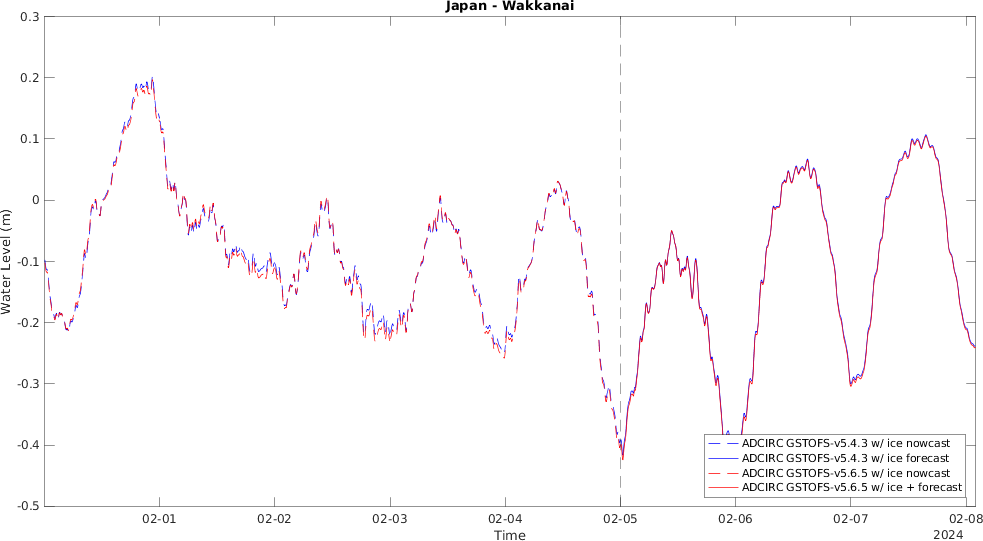 Japan - Wakkanai
0.3
0.2
0.1
0
-0.1
-0.2
-0.3
-0.4
-0.5
Water Level (m)
ADCIRC GSTOFS-v5.4.3 w/ ice nowcast
ADCIRC GSTOFS-v5.4.3 w/ ice forecast
ADCIRC GSTOFS-v5.6.5 w/ ice nowcast
ADCIRC GSTOFS-v5.6.5 w/ ice + forecast
02-01 02-02 02-03 02-04 02-05 02-06 02-07 02-08
Time
2024